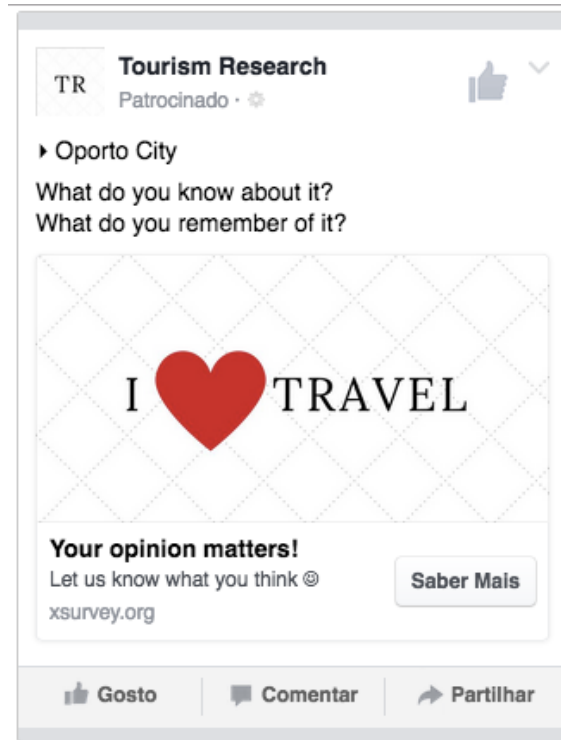 TR
Tourism Research
Patrocinado ·
Oporto City
What do you know about it?
What do you remember of it?
I TRAVEL
Your opinion matters!
Let us know what you think ☺
xsurvey.org
Saber Mais
Gosto
Comentar
Partilhar